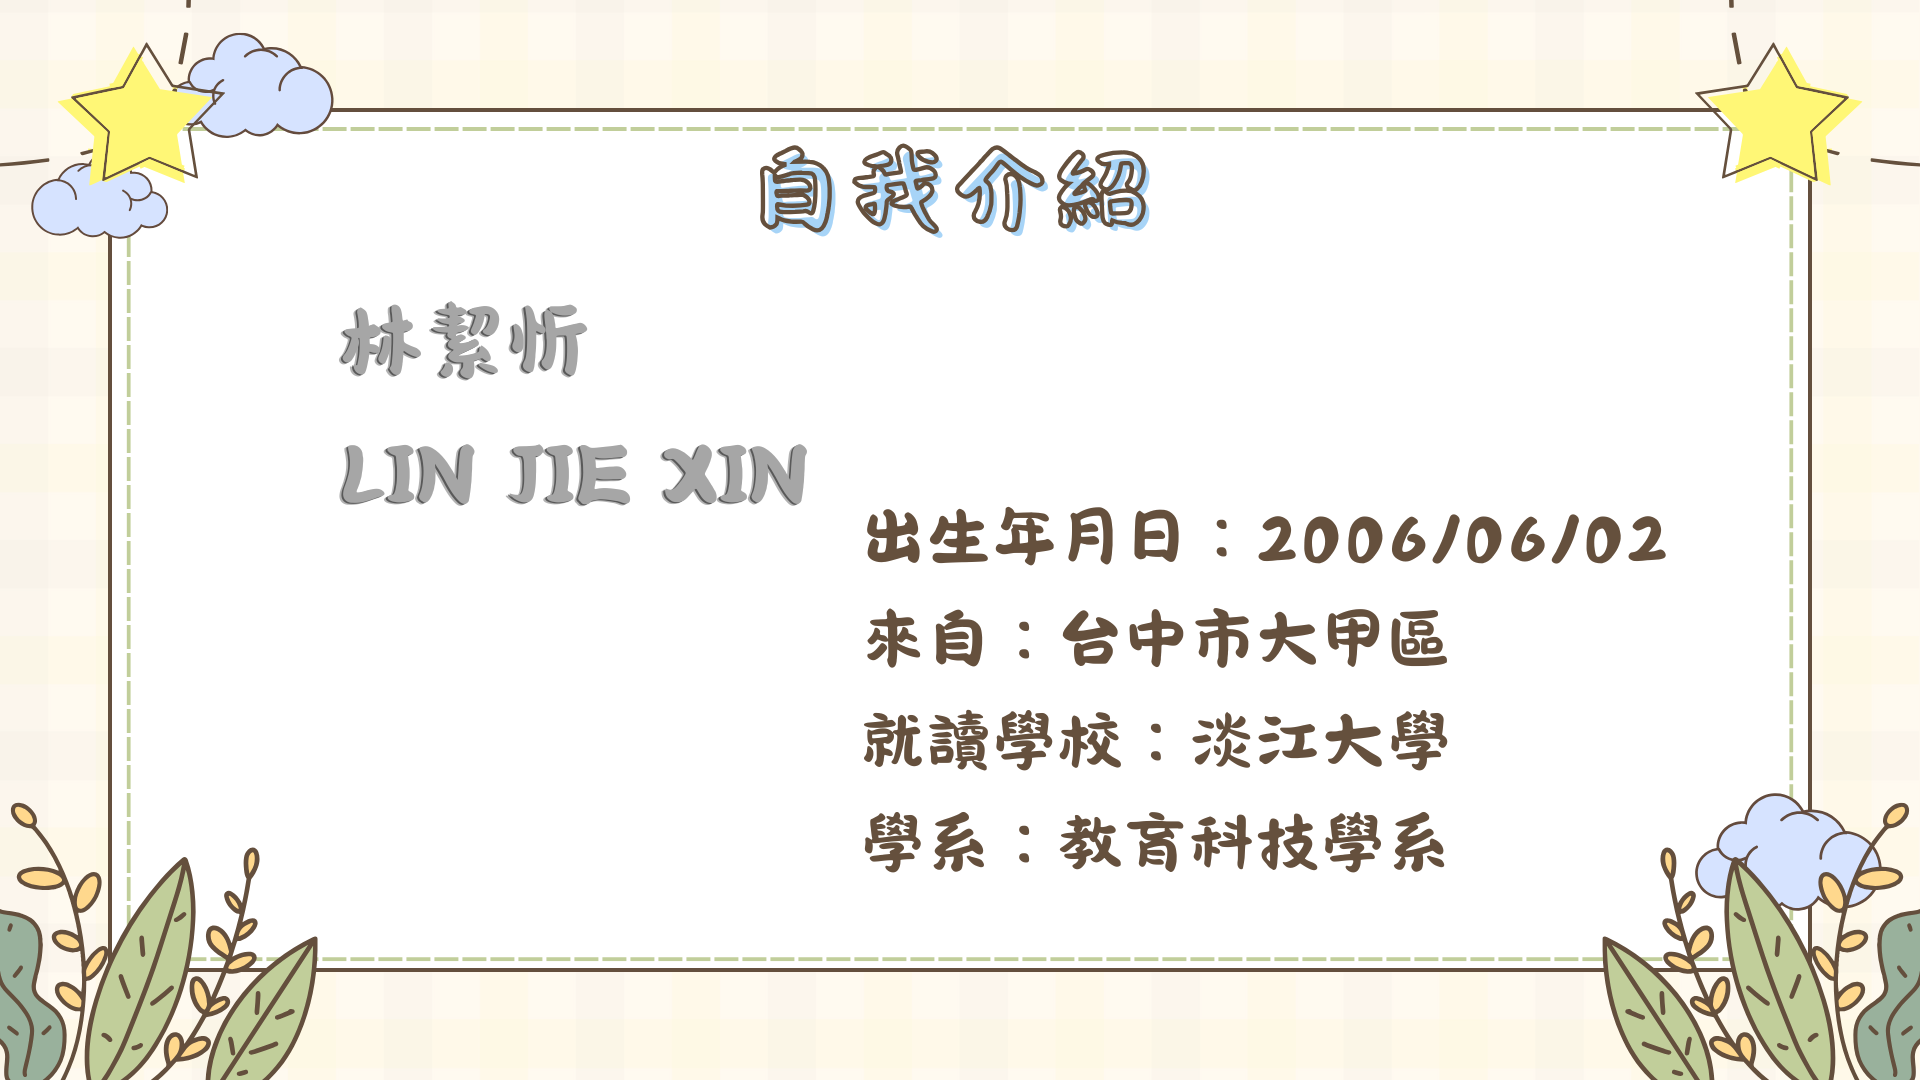 自我介紹
林絜忻
LIN JIE XIN
出生年月日：2006/06/02
來自：台中市大甲區
就讀學校：淡江大學
學系：教育科技學系